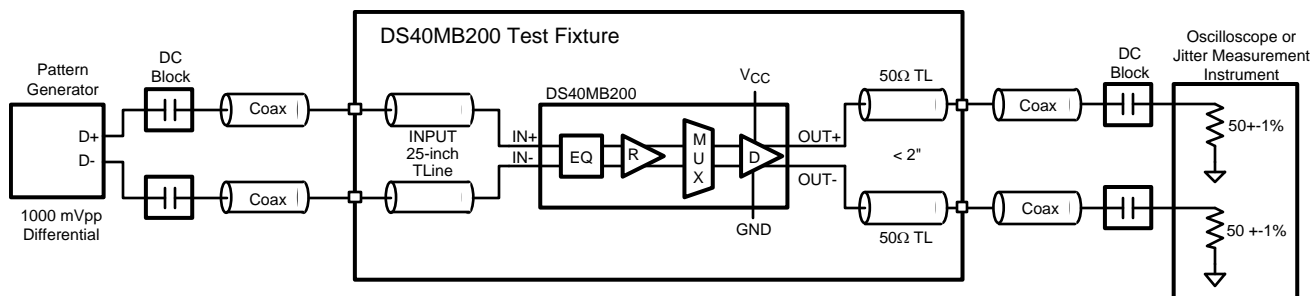 DS40MB200 Test Fixture
Pattern
Generator
D+
D-
1000 mVpp
Differential
DC
Block
Coax
Coax
INPUT
25-inch
TLine
DS40MB200
IN+
IN-
EQ
R
M
U
X
D
VCC
GND
OUT+
OUT-
50Ω TL
< 2"
50Ω TL
Coax
Coax
DC
Block
Oscilloscope or
Jitter Measurement
Instrument
50+-1%
50 +-1%